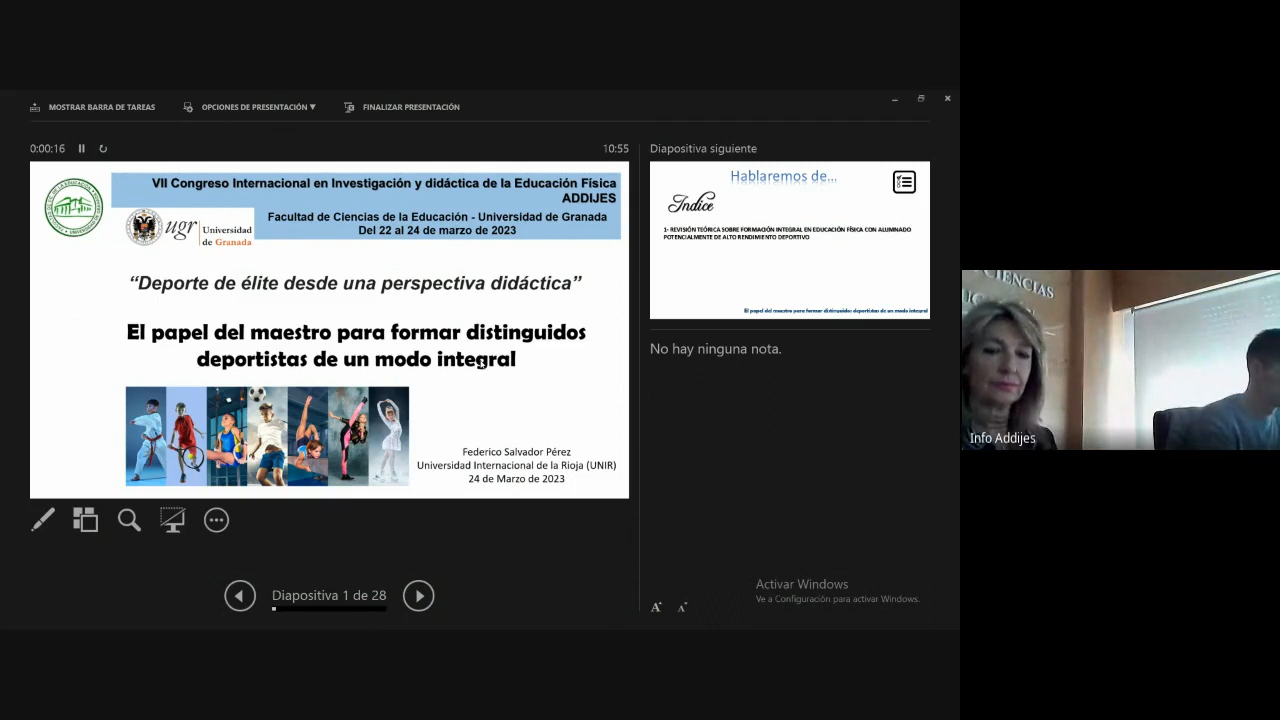 MOSTRAR BARRA DE TAREAS
OPCIONES DE PRESENTACIÓN ▼
FINALIZAR PRESENTACIÓN
0:00:16
10:55
VII Congreso Internacional en Investigación y didáctica de la Educación Física
ADDIJES
Facultad de Ciencias de la Educación - Universidad de Granada
Del 22 al 24 de marzo de 2023
ugr
Universidad
de Granada
“Deporte de élite desde una perspectiva didáctica”
El papel del maestro para formar distinguidos
deportistas de un modo integral
Federico Salvador Pérez
Universidad Internacional de la Rioja (UNIR)
24 de Marzo de 2023
Diapositiva 1 de 28
Diapositiva siguiente
Hablaremos de...
Índice
1- REVISIÓN TEÓRICA SOBRE FORMACIÓN INTEGRAL EN EDUCACIÓN FÍSICA CON ALUMNADO
POTENCIALMENTE DE ALTO RENDIMIENTO DEPORTIVO
El papel del maestro para formar distinguidos deportistas de un modo integral
No hay ninguna nota.
Activar Windows
Ve a Configuración para activar Windows.
CIENCIAS
Info Addijes